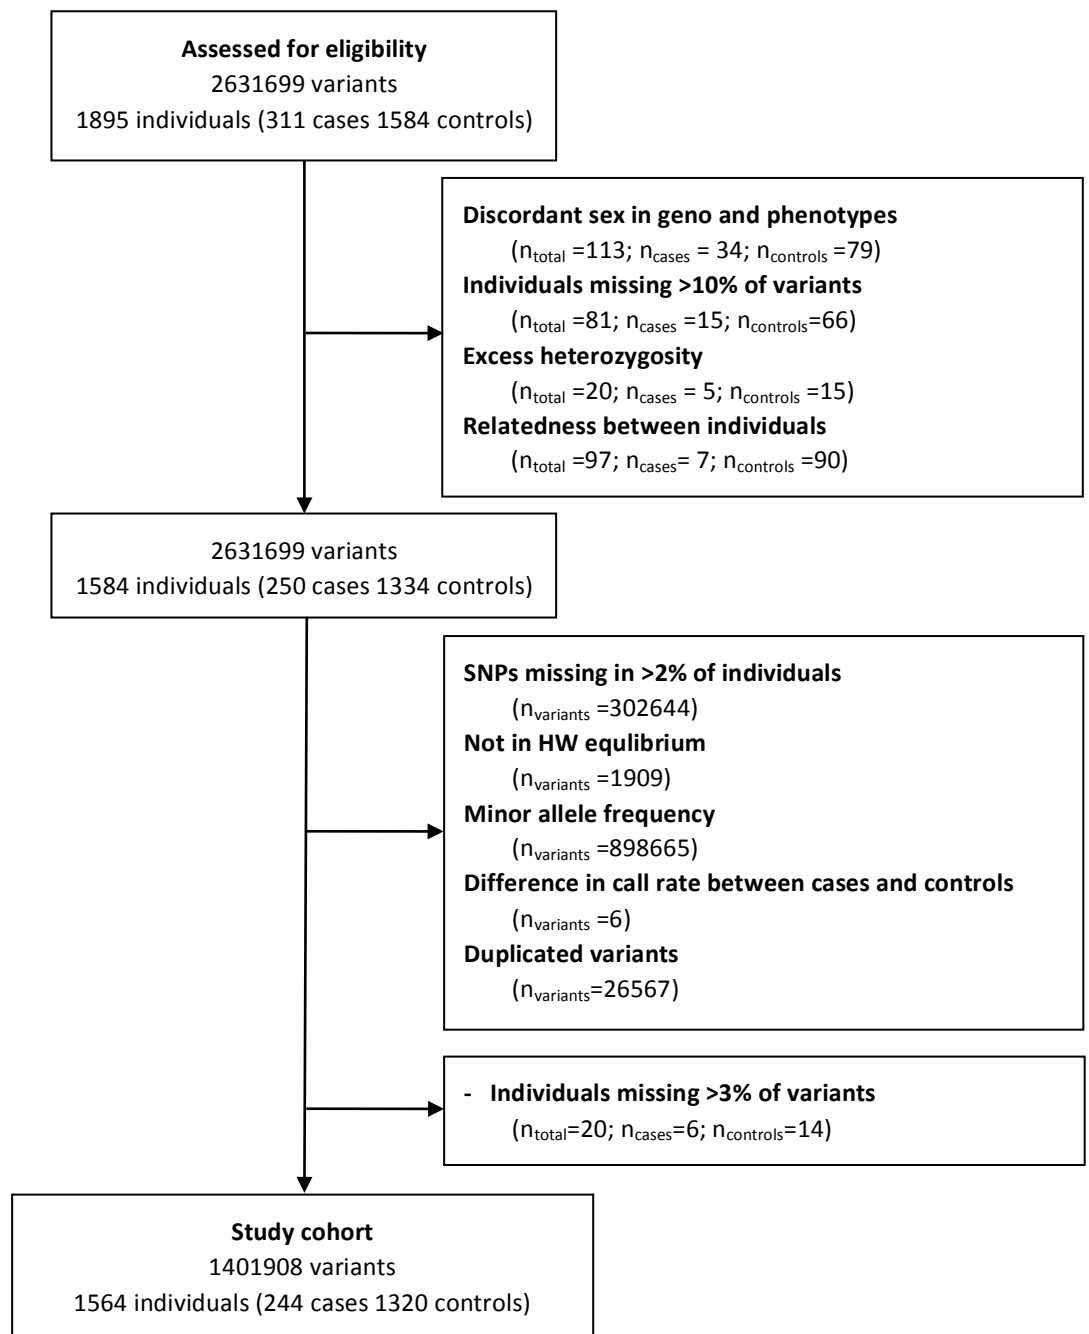 Assessed for eligibility
2631699 variants
1895 individuals (311 cases 1584 controls)
Discordant sex in geno and phenotypes
(ntotal =113; ncases = 34; ncontrols =79)
Individuals missing >10% of variants
(ntotal =81; ncases =15; ncontrols=66)
Excess heterozygosity
(ntotal =20; ncases = 5; ncontrols =15)
Relatedness between individuals
(ntotal =97; ncases= 7; ncontrols =90)
2631699 variants
1584 individuals (250 cases 1334 controls)
SNPs missing in >2% of individuals
(nvariants =302644)
Not in HW equlibrium
(nvariants =1909)
Minor allele frequency
(nvariants =898665)
Difference in call rate between cases and controls
(nvariants =6)
Duplicated variants
(nvariants=26567)
- Individuals missing >3% of variants
(ntotal=20; ncases=6; ncontrols=14)
Study cohort
1401908 variants
1564 individuals (244 cases 1320 controls)